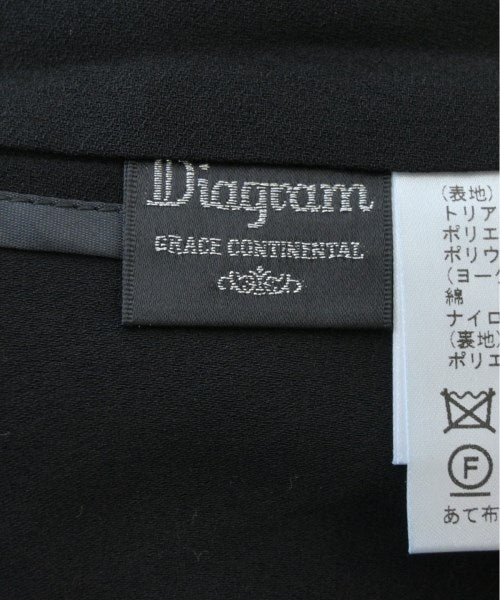 Diagram
GRACE CONTINENTAL
(表地)
トリア
ポリエ
ポリウ
(ヨーク
綿
ナイロ
(裏地)
ポリエ
F
あて布